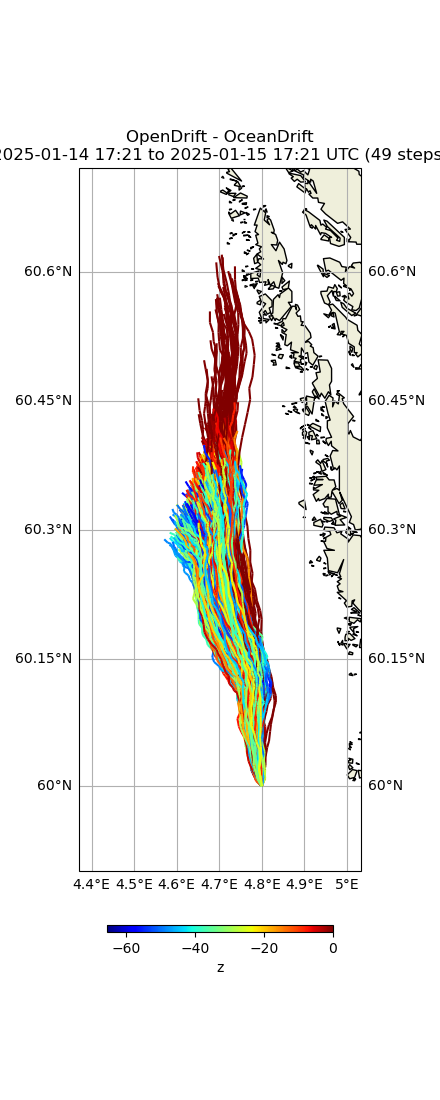 OpenDrift - OceanDrift
2025-01-14 17:21 to 2025-01-15 17:21 UTC (49 steps
60.6°N
60.6°N
60.45°N
60.45°N
60.3°N
60.3°N
60.15°N
60.15°N
60°N
60°N
4.4°E 4.5°E 4.6°E 4.7°E 4.8°E 4.9°E 5°E
−60 −40 −20 0
z